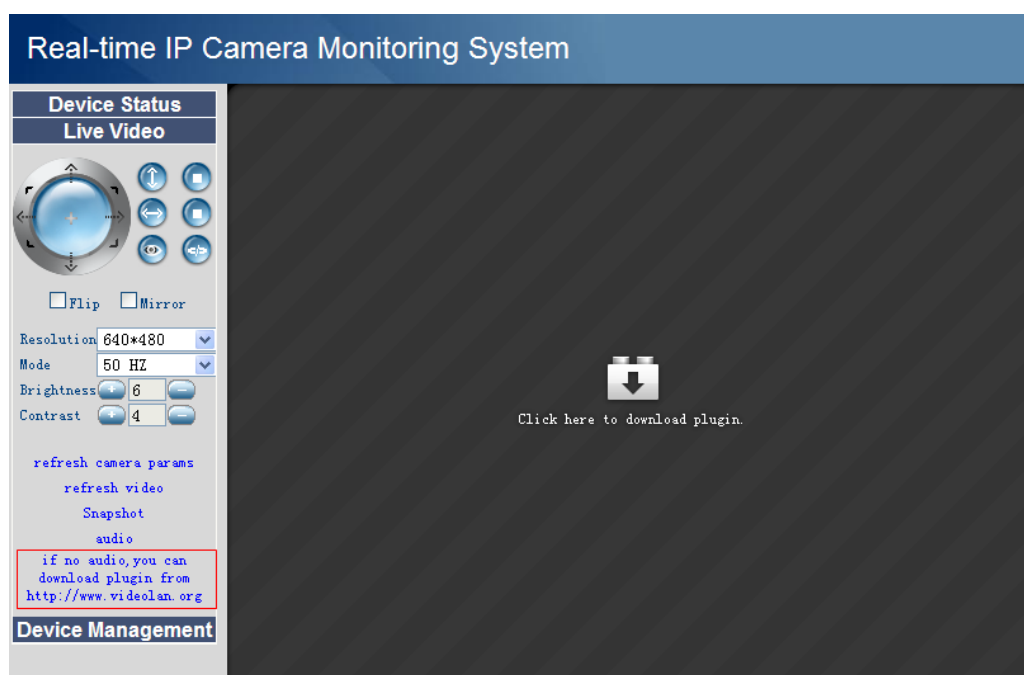 Real-time IP Camera Monitoring System
Device Status
Live Video
Flip Mirror
Resolution 640*480
Mode 50 HZ
Brightness + 6 -
Contrast + 4 -
Click here to download plugin.
refresh camera params
refresh video
Snapshot
audio
if no audio,you can
download plugin from
http://www.videolan.org
Device Management